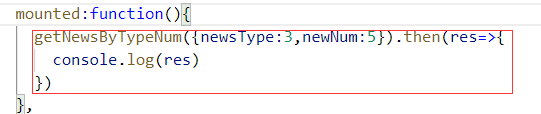 mounted:function(){
getNewsByTypeNum({newsType:3,newNum:5}).then(res=>{
console.log(res)
})
},